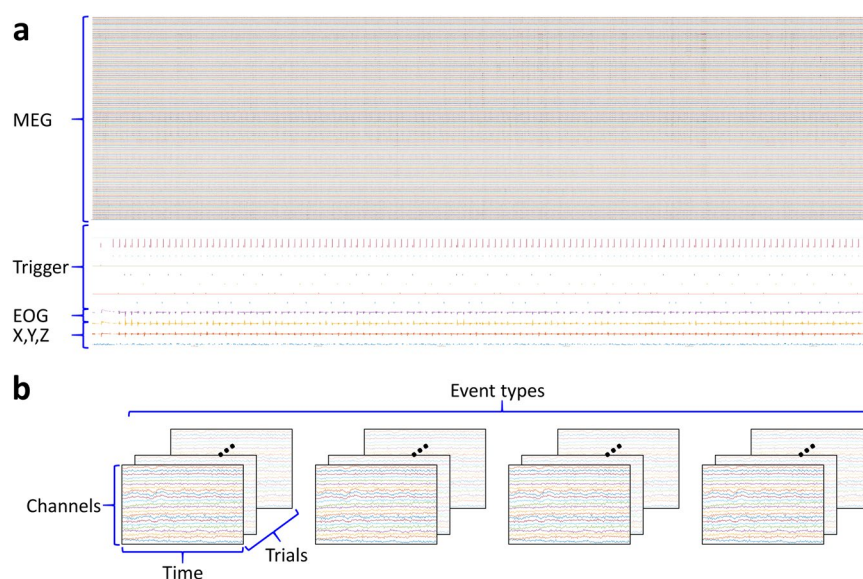 a
MEG
Trigger
EOG
X,Y,Z
b
Event types
Channels
Time
Trials